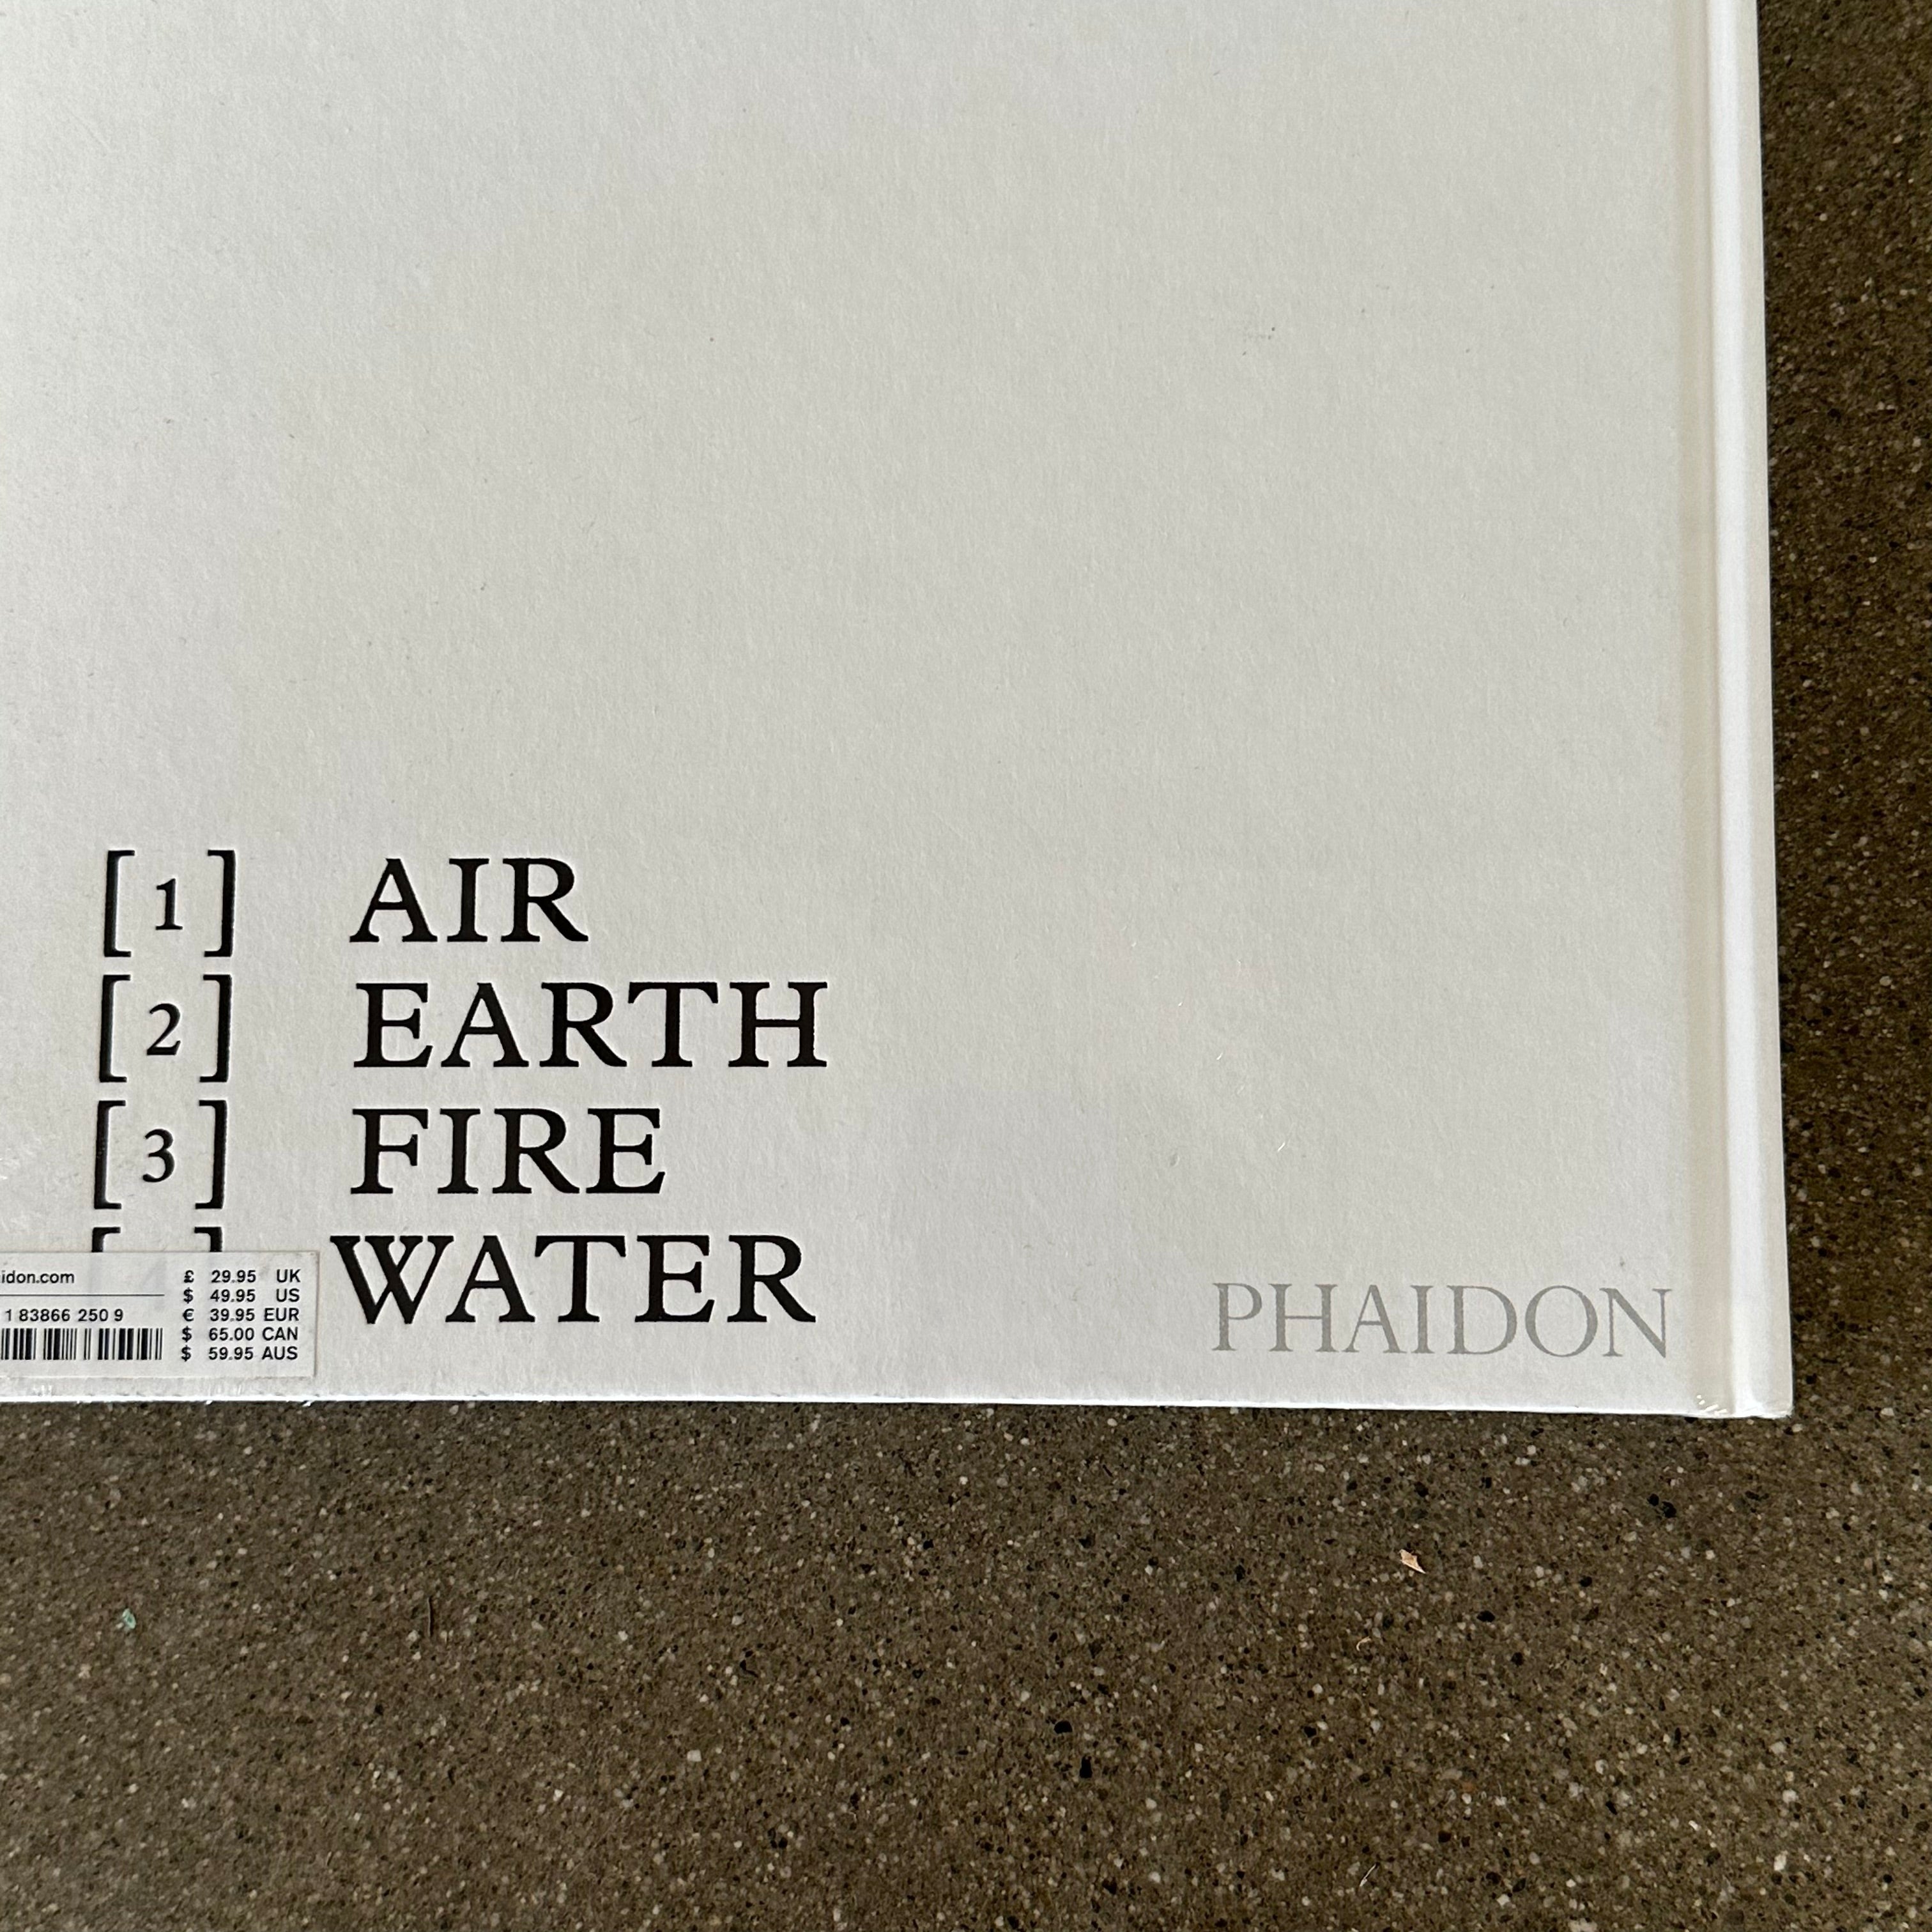 [1] AIR
[2] EARTH
[3] FIRE
[4] WATER
idon.com
1 83866 250 9
£ 29.95 UK
$ 49.95 US
€ 39.95 EUR
$ 65.00 CAN
$ 59.95 AUS
PHAIDON